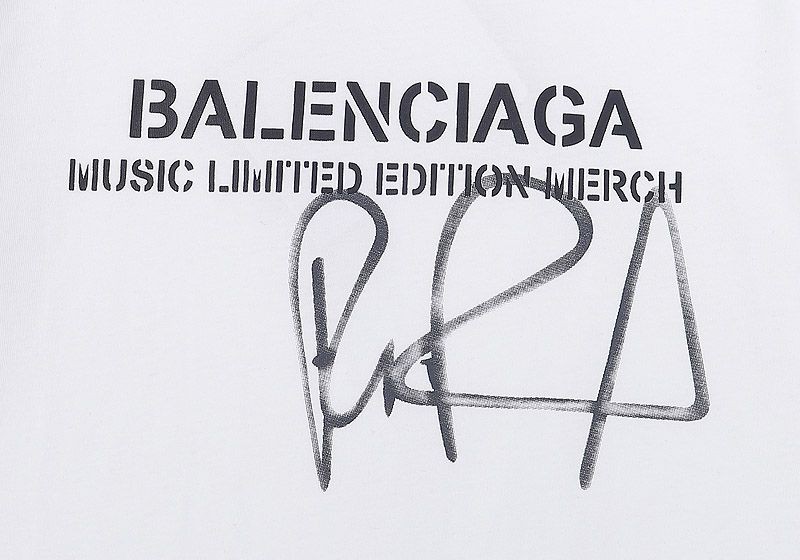 BALENCIAGA
MUSIC LIMITED EDITION MERCH